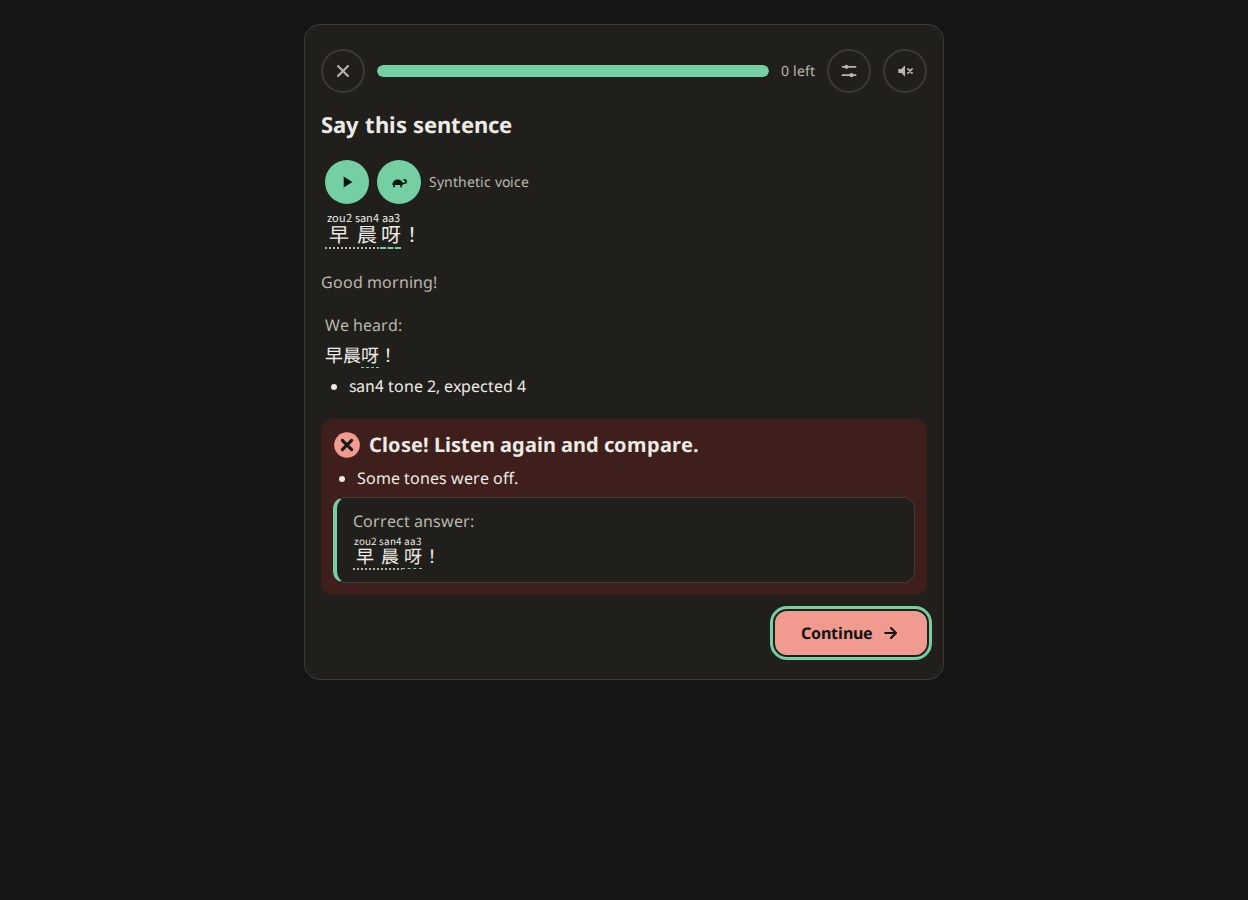 0 left
Say this sentence
Synthetic voice
zou2 san4 aa3
早晨呀！
Good morning!
We heard:
早晨呀！
• san4 tone 2, expected 4
Close! Listen again and compare.
• Some tones were off.
Correct answer:
zou2 san4 aa3
早晨呀！
Continue